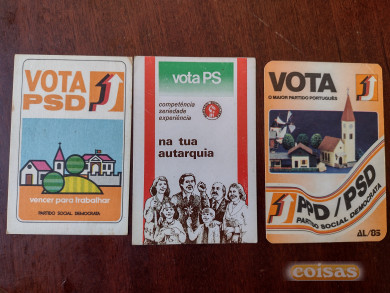 VOTA
PSD
vencer para trabalhar
PARTIDO SOCIAL DEMOCRATA
vota PS
competência
seriedade
experiência
na tua
autarquia
VOTA
O MAIOR PARTIDO PORTUGUÊS
PPD/PSD
PARTIDO SOCIAL DEMOCRATA
AL/85
coisas